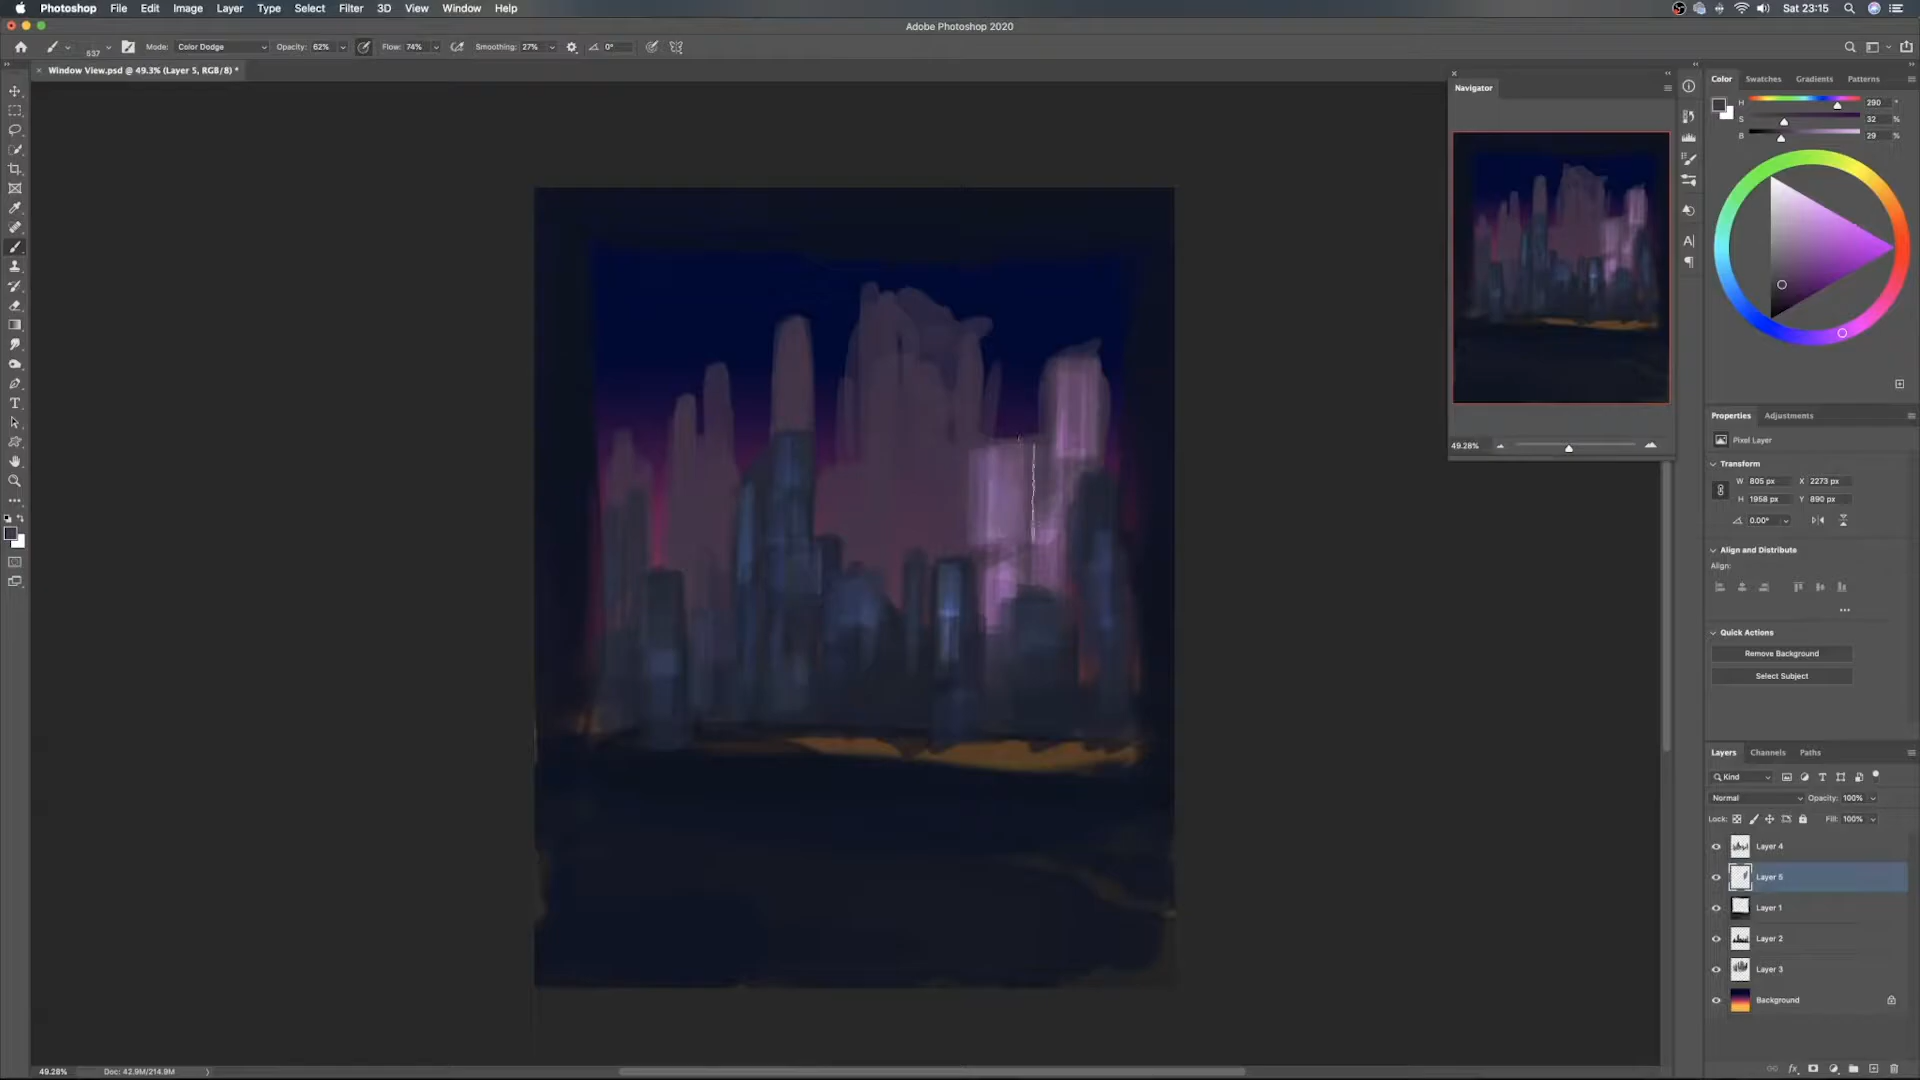 Photoshop File Edit Image Layer Type Select Filter 3D View Window Help Sat 23:15
Adobe Photoshop 2020
537 Mode: Color Dodge Opacity: 62% Flow: 74% Smoothing: 27% 0°
Window View.psd @ 49.3% (Layer 5, RGB/8) *
Navigator
49.28%
Color Swatches Gradients Patterns
H 290 °
S 32 %
B 29 %
Properties Adjustments
Pixel Layer
Transform
W 805 px X 2273 px
H 1958 px Y 890 px
0.00°
Align and Distribute
Align:
Quick Actions
Remove Background
Select Subject
Layers Channels Paths
Kind
Normal Opacity: 100%
Lock: Fill: 100%
Layer 4
Layer 5
Layer 1
Layer 2
Layer 3
Background
49.28% Doc: 42.9M/214.9M